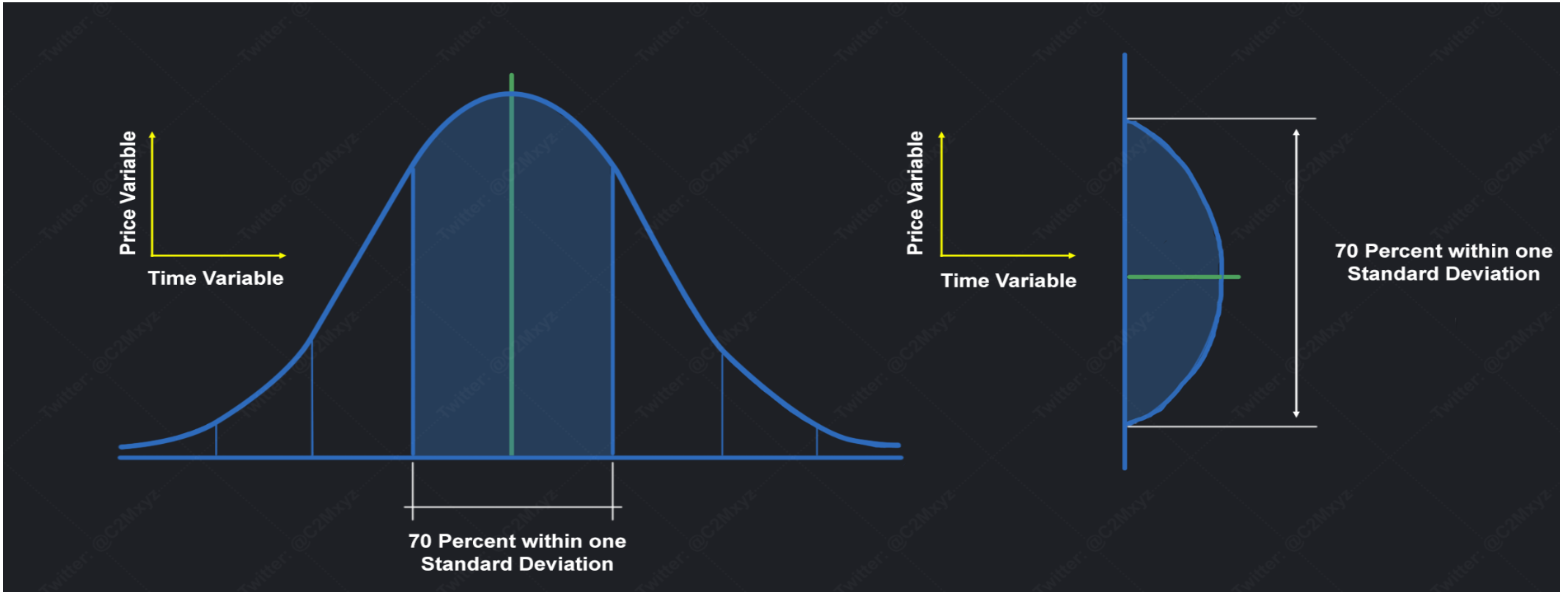 Price Variable
Time Variable
70 Percent within one
Standard Deviation
Price Variable
Time Variable
70 Percent within one
Standard Deviation
Twitter: @C2Mxyz